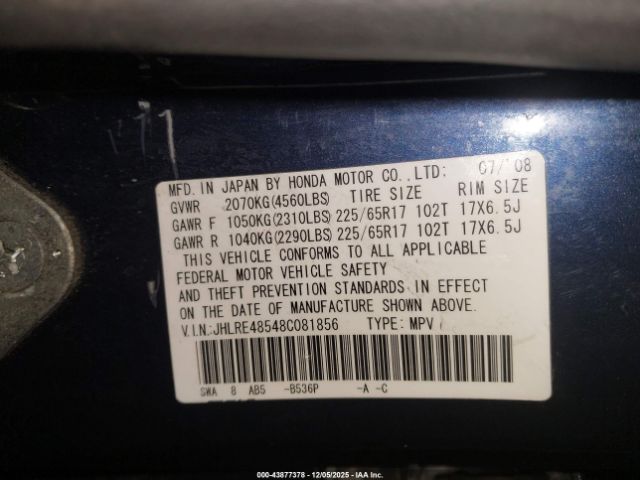 MFD. IN JAPAN BY HONDA MOTOR CO., LTD: 07/08
GVWR 2070KG(4560LBS) TIRE SIZE RIM SIZE
GAWR F 1050KG(2310LBS) 225/65R17 102T 17X6.5J
GAWR R 1040KG(2290LBS) 225/65R17 102T 17X6.5J
THIS VEHICLE CONFORMS TO ALL APPLICABLE
FEDERAL MOTOR VEHICLE SAFETY
AND THEFT PREVENTION STANDARDS IN EFFECT
ON THE DATE OF MANUFACTURE SHOWN ABOVE.
V.I.N.:JHLRE48548C081856 TYPE: MPV
SWA 8 AB5 -B536P -A -C
000-43877378 - 12/05/2025 - IAA Inc.